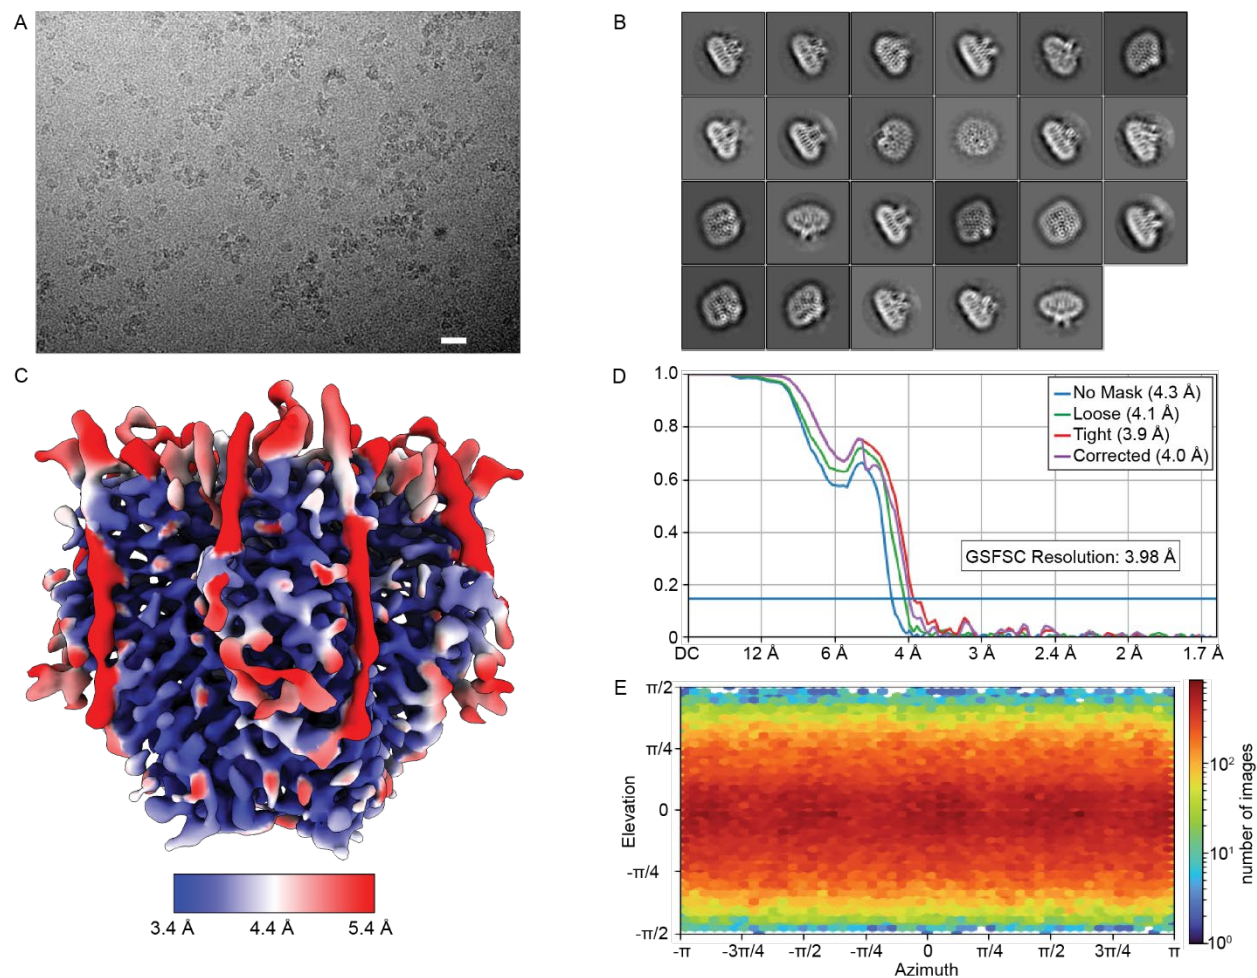 A
B
C
3.4 Å
4.4 Å
5.4 Å
D
1.0
0.8
0.6
0.4
0.2
0
No Mask (4.3 Å)
Loose (4.1 Å)
Tight (3.9 Å)
Corrected (4.0 Å)
GSFSC Resolution: 3.98 Å
DC
12 Å
6 Å
4 Å
3 Å
2.4 Å
2 Å
1.7 Å
E
π/2
π/4
0
-π/4
-π/2
Elevation
-π
-3π/4
-π/2
-π/4
0
π/4
π/2
3π/4
π
Azimuth
10²
10¹
10⁰
number of images